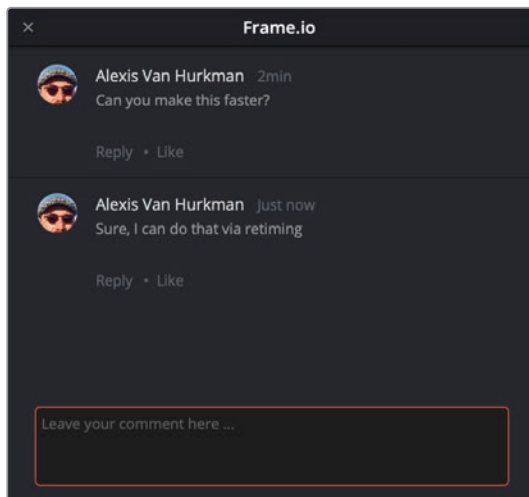 × Frame.io
Alexis Van Hurkman 2min
Can you make this faster?
Reply • Like
Alexis Van Hurkman Just now
Sure, I can do that via retiming
Reply • Like
Leave your comment here ...